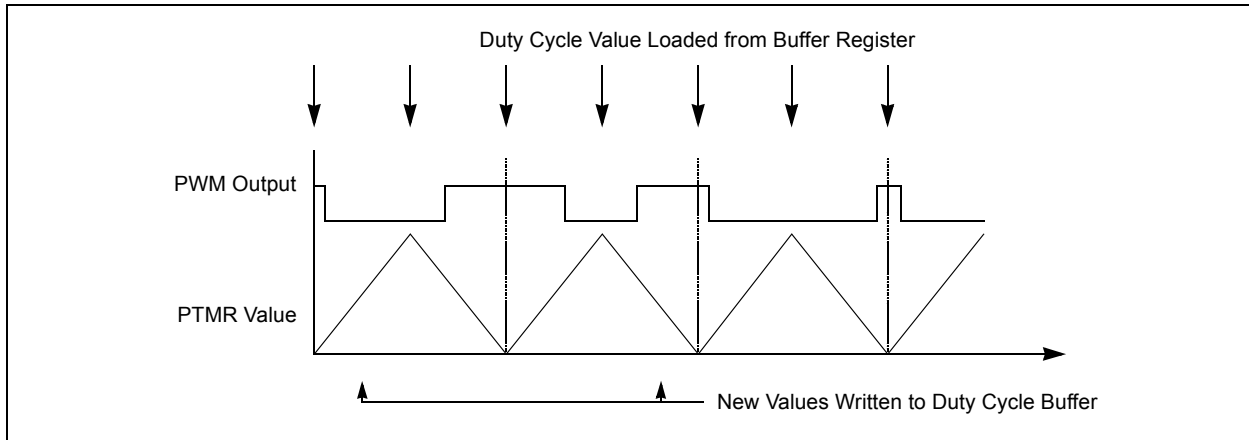 Duty Cycle Value Loaded from Buffer Register
PWM Output
PTMR Value
New Values Written to Duty Cycle Buffer